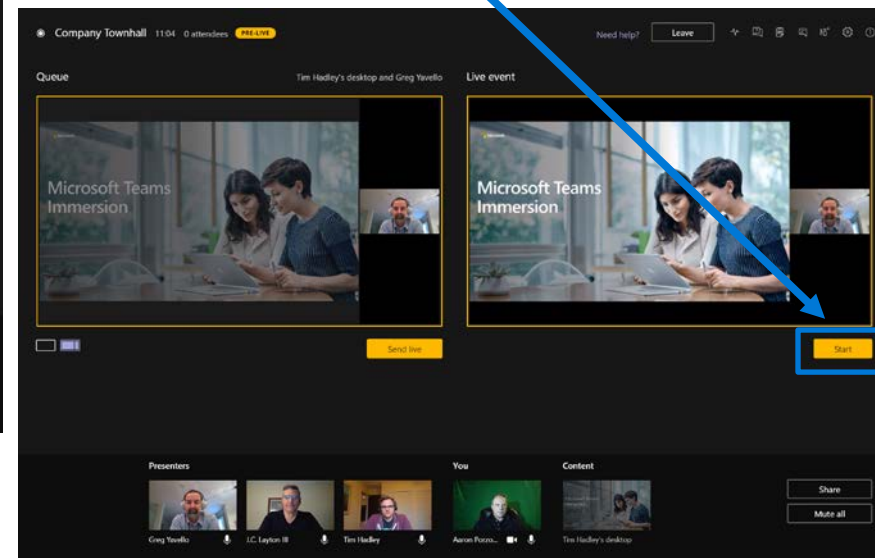 Company Townhall 11:04 0 attendees PRE-LIVE
Need help? Leave
Queue Tim Hadley's desktop and Greg Yavello
Live event
Microsoft Teams
Immersion
Microsoft Teams
Immersion
Send live
Start
Presenters You Content
Share
Mute all
Greg Yavello J.C. Layton III Tim Hadley Aaron Porzo... Tim Hadley's desktop